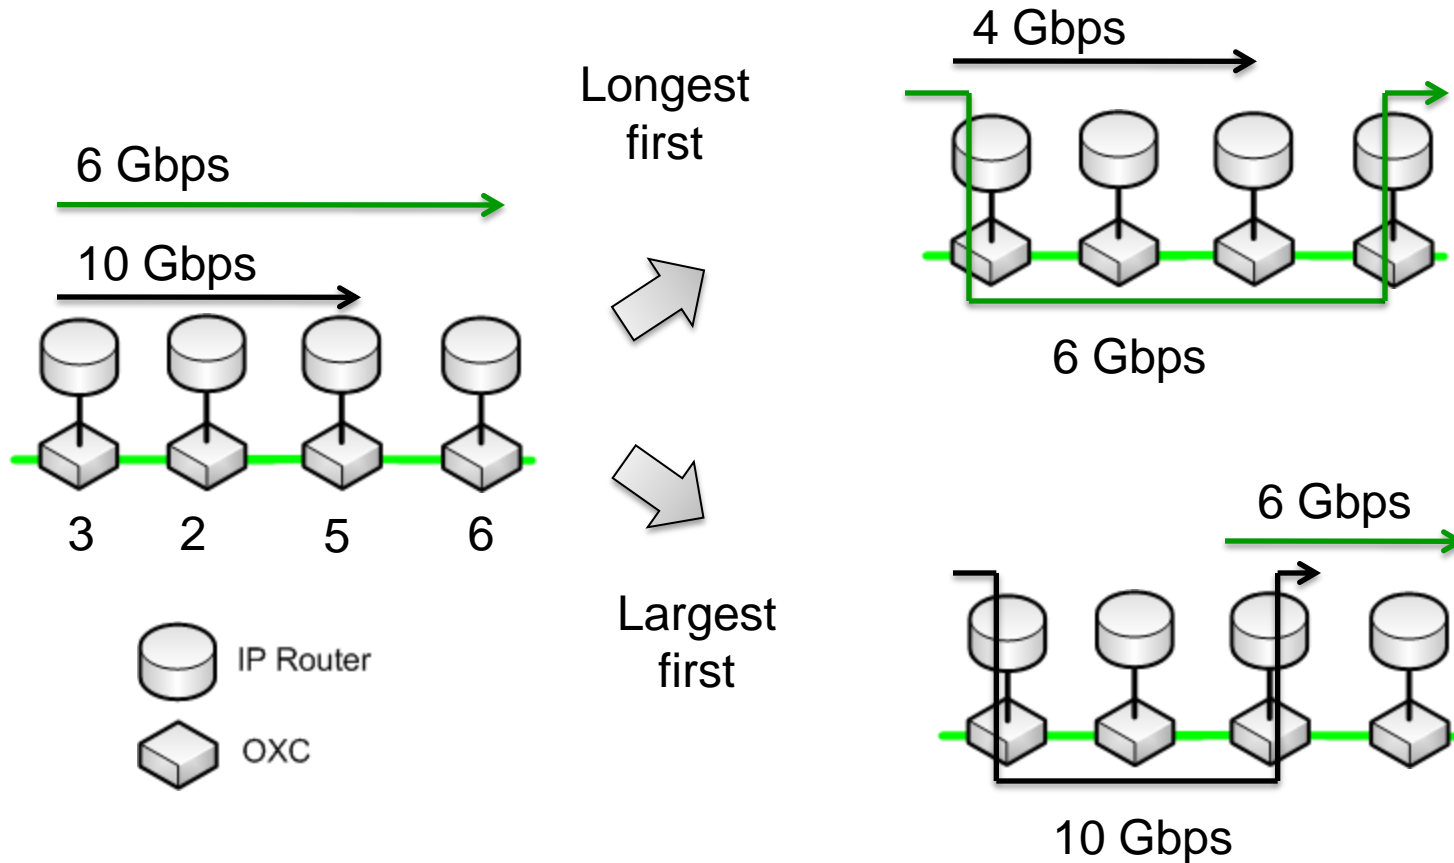 6 Gbps
10 Gbps
3 2 5 6
IP Router
OXC
Longest
first
Largest
first
4 Gbps
6 Gbps
6 Gbps
10 Gbps